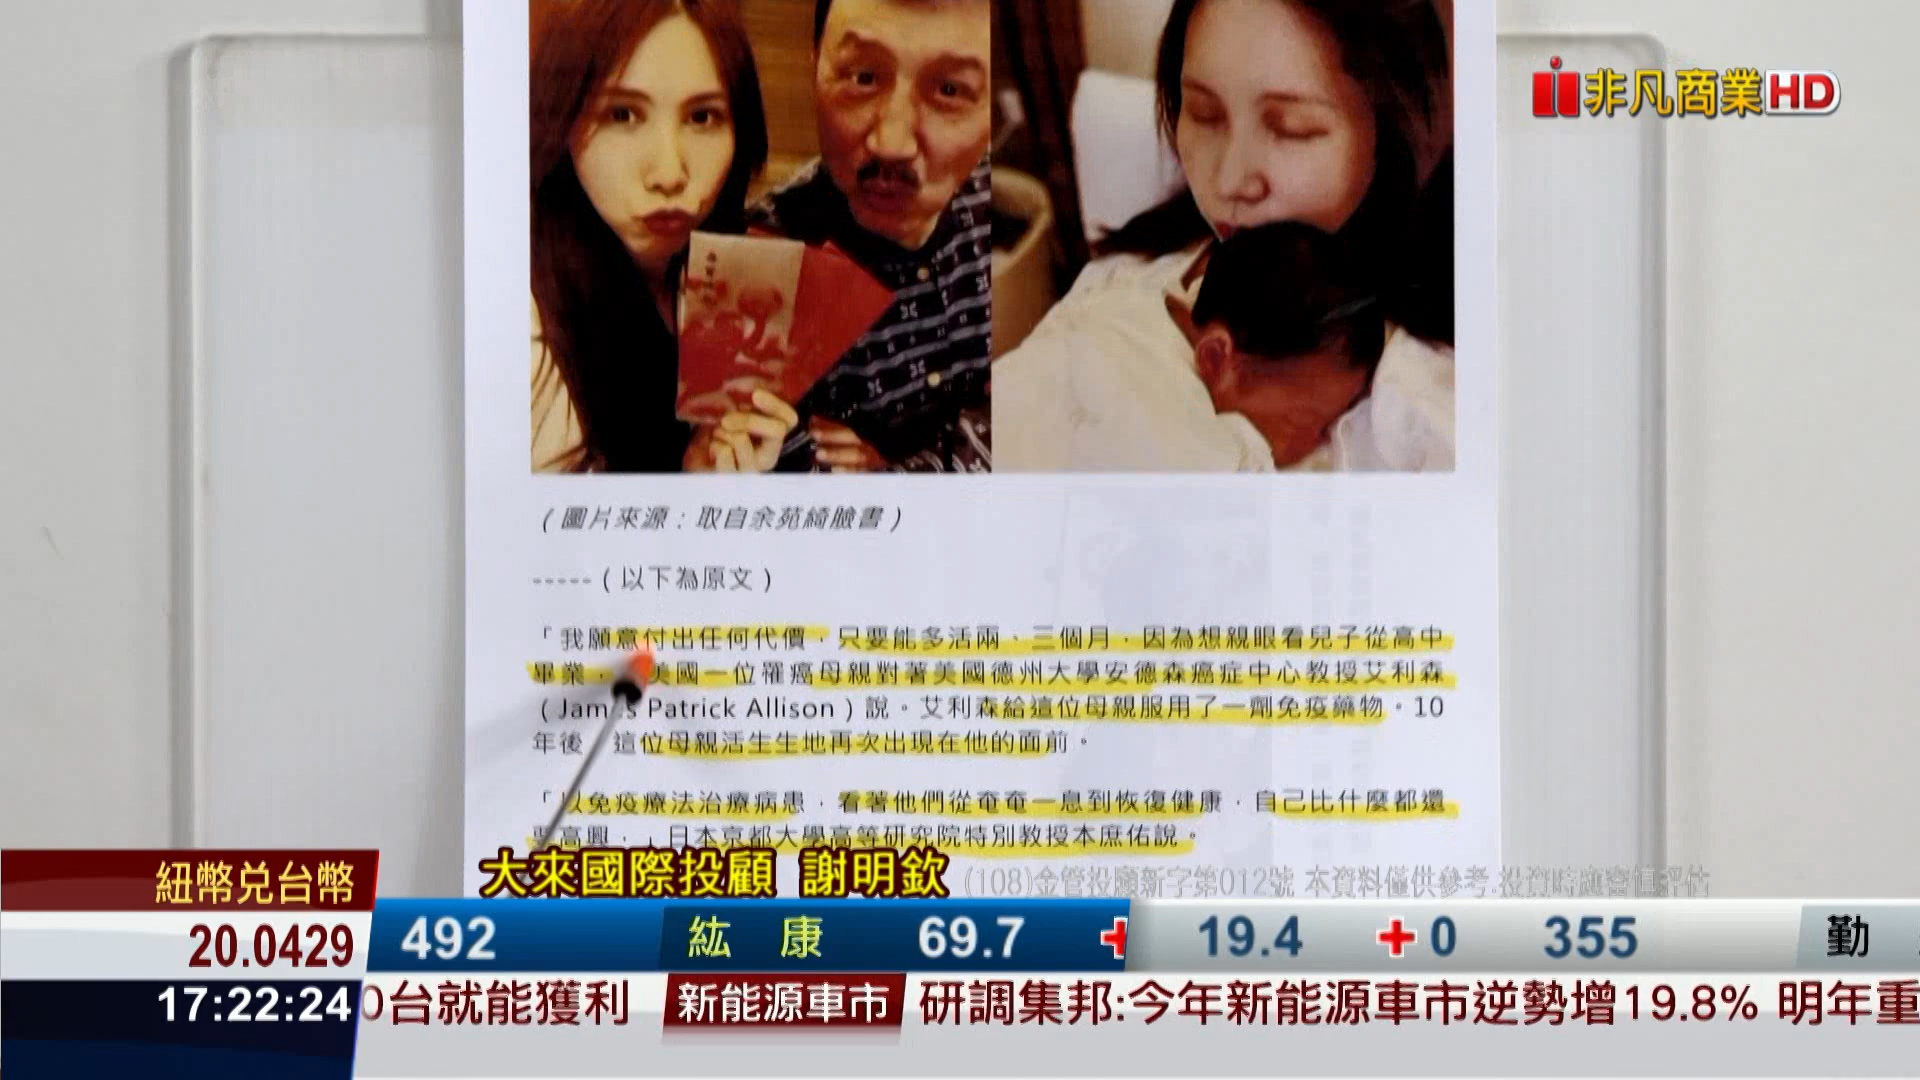 非凡商業HD
（圖片來源：取自余苑綺臉書）
-----（以下為原文）
「我願意付出任何代價，只要能多活兩、三個月，因為想親眼看兒子從高中
畢業，美國一位罹癌母親對著美國德州大學安德森癌症中心教授艾利森
（James Patrick Allison）說。艾利森給這位母親服用了一劑免疫藥物。10
年後，這位母親活生生地再次出現在他的面前。
「以免疫療法治療病患，看著他們從奄奄一息到恢復健康，自己比什麼都還
要高興，」日本京都大學高等研究院特別教授本庶佑說。
大來國際投顧 謝明欽 (108)金管投顧新字第012號 本資料僅供參考.投資時應審慎評估
紐幣兌台幣
20.0429
492 紘康 69.7 19.4 0 355 勤
17:22:24
0台就能獲利 新能源車市 研調集邦:今年新能源車市逆勢增19.8% 明年重